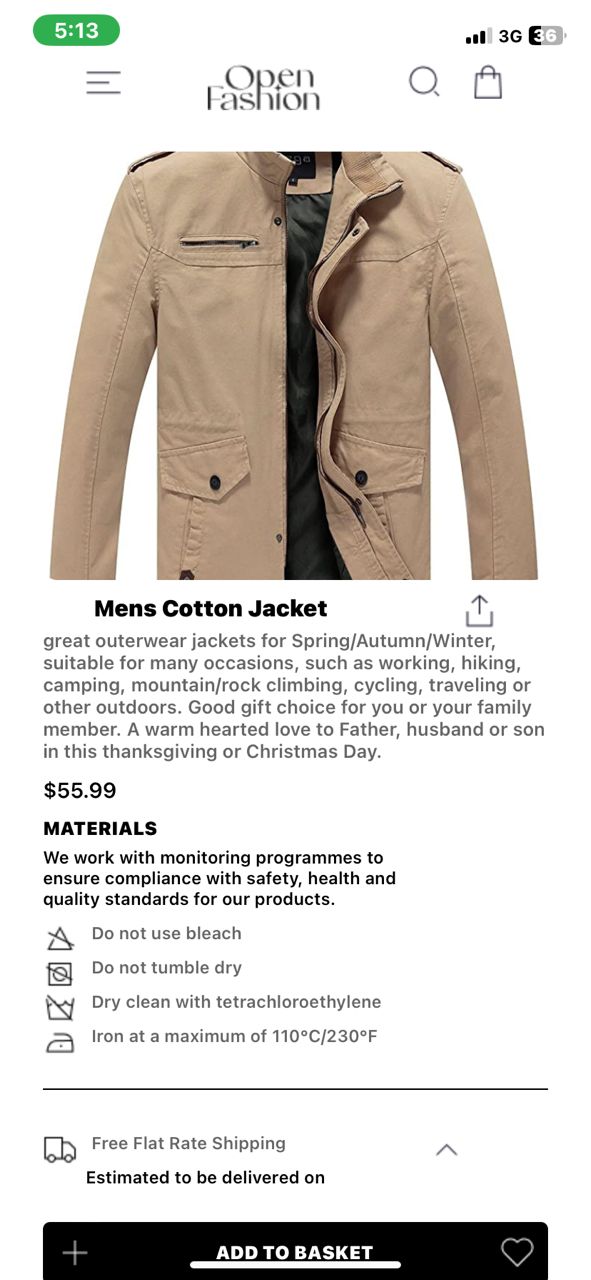 5:13
3G 36
Open
Fashion
Mens Cotton Jacket
great outerwear jackets for Spring/Autumn/Winter,
suitable for many occasions, such as working, hiking,
camping, mountain/rock climbing, cycling, traveling or
other outdoors. Good gift choice for you or your family
member. A warm hearted love to Father, husband or son
in this thanksgiving or Christmas Day.
$55.99
MATERIALS
We work with monitoring programmes to
ensure compliance with safety, health and
quality standards for our products.
Do not use bleach
Do not tumble dry
Dry clean with tetrachloroethylene
Iron at a maximum of 110°C/230°F
Free Flat Rate Shipping
Estimated to be delivered on
ADD TO BASKET